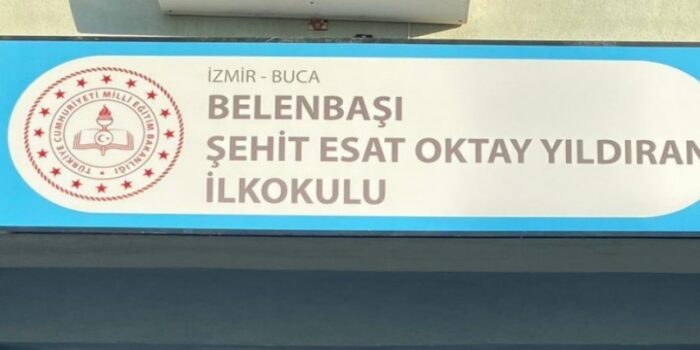 TÜRKİYE CUMHURİYETİ MİLLİ EĞİTİM BAKANLIĞI
İZMİR - BUCA
BELENBAŞI
ŞEHİT ESAT OKTAY YILDIRAN
İLKOKULU